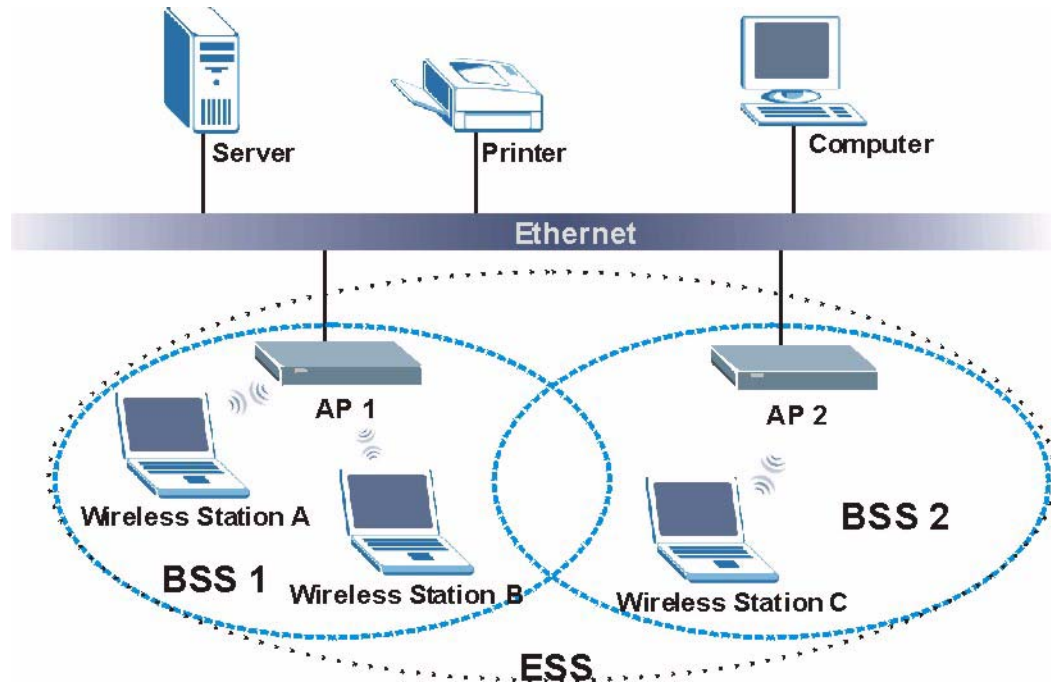 Server
Printer
Computer
Ethernet
AP 1
AP 2
Wireless Station A
BSS 2
BSS 1
Wireless Station B
Wireless Station C
ESS